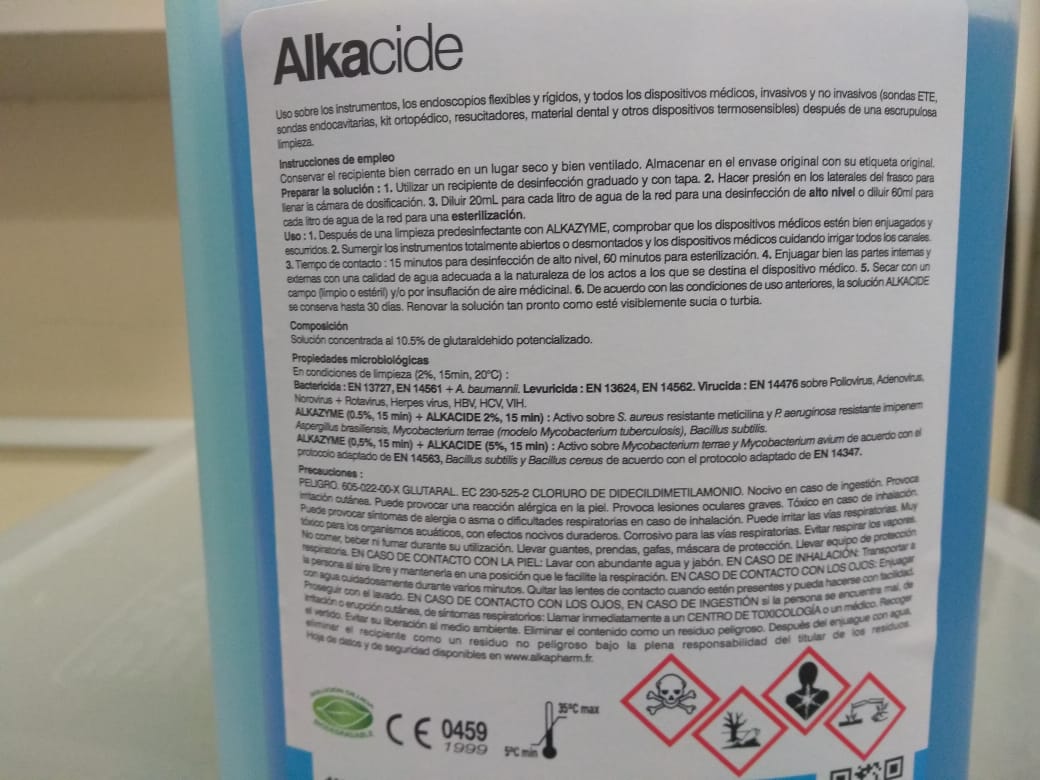 Alkacide
Uso sobre los instrumentos, los endoscopios flexibles y rígidos, y todos los dispositivos médicos, invasivos y no invasivos (sondas ETE,
sondas endocavitarias, kit ortopédico, resucitadores, material dental y otros dispositivos termosensibles) después de una escrupulosa
limpieza.
Instrucciones de empleo
Conservar el recipiente bien cerrado en un lugar seco y bien ventilado. Almacenar en el envase original con su etiqueta original.
Preparar la solución : 1. Utilizar un recipiente de desinfección graduado y con tapa. 2. Hacer presión en los laterales del frasco para
llenar la cámara de dosificación. 3. Diluir 20mL para cada litro de agua de la red para una desinfección de alto nivel o diluir 60ml para
cada litro de agua de la red para una esterilización.
Uso : 1. Después de una limpieza predesinfectante con ALKAZYME, comprobar que los dispositivos médicos estén bien enjuagados y
escurridos. 2. Sumergir los instrumentos totalmente abiertos o desmontados y los dispositivos médicos cuidando irrigar todos los canales.
3. Tiempo de contacto : 15 minutos para desinfección de alto nivel, 60 minutos para esterilización. 4. Enjuagar bien las partes internas y
externas con una calidad de agua adecuada a la naturaleza de los actos a los que se destina el dispositivo médico. 5. Secar con un
campo (limpio o estéril) y/o por insuflación de aire médicinal. 6. De acuerdo con las condiciones de uso anteriores, la solución ALKACIDE
se conserva hasta 30 días. Renovar la solución tan pronto como esté visiblemente sucia o turbia.
Composición
Solución concentrada al 10.5% de glutaraldehido potencializado.
Propiedades microbiológicas
En condiciones de limpieza (2%, 15min, 20°C) :
Bactericida : EN 13727, EN 14561 + A. baumannii. Levuricida : EN 13624, EN 14562. Virucida : EN 14476 sobre Poliovirus, Adenovirus,
Norovirus + Rotavirus, Herpes virus, HBV, HCV, VIH.
ALKAZYME (0.5%, 15 min) + ALKACIDE 2%, 15 min) : Activo sobre S. aureus resistante meticilina y P. aeruginosa resistante imipenem
Aspergillus brasiliensis, Mycobacterium terrae (modelo Mycobacterium tuberculosis), Bacillus subtilis.
ALKAZYME (0,5%, 15 min) + ALKACIDE (5%, 15 min) : Activo sobre Mycobacterium terrae y Mycobacterium avium de acuerdo con el
protocolo adaptado de EN 14563, Bacillus subtilis y Bacillus cereus de acuerdo con el protocolo adaptado de EN 14347.
Precauciones :
PELIGRO. 605-022-00-X GLUTARAL. EC 230-525-2 CLORURO DE DIDECILDIMETILAMONIO. Nocivo en caso de ingestión. Provoca
irritación cutánea. Puede provocar una reacción alérgica en la piel. Provoca lesiones oculares graves. Tóxico en caso de inhalación.
Puede provocar síntomas de alergia o asma o dificultades respiratorias en caso de inhalación. Puede irritar las vías respiratorias. Muy
tóxico para los organismos acuáticos, con efectos nocivos duraderos. Corrosivo para las vías respiratorias. Evitar respirar los vapores.
No comer, beber ni fumar durante su utilización. Llevar guantes, prendas, gafas, máscara de protección. Llevar equipo de protección
respiratoria. EN CASO DE CONTACTO CON LA PIEL: Lavar con abundante agua y jabón. EN CASO DE INHALACIÓN: Transportar a
la persona al aire libre y mantenerla en una posición que le facilite la respiración. EN CASO DE CONTACTO CON LOS OJOS: Enjuagar
con agua cuidadosamente durante varios minutos. Quitar las lentes de contacto cuando estén presentes y pueda hacerse con facilidad.
Proseguir con el lavado. EN CASO DE CONTACTO CON LOS OJOS, EN CASO DE INGESTIÓN si la persona se encuentra mal, de
irritación o erupción cutánea, de síntomas respiratorios: Llamar inmediatamente a un CENTRO DE TOXICOLOGÍA o un médico. Recoger
el vertido. Evitar su liberación al medio ambiente. Eliminar el contenido como un residuo peligroso. Después del enjuague con agua,
eliminar el recipiente como un residuo no peligroso bajo la plena responsabilidad del titular de los residuos.
Hoja de datos y de seguridad disponibles en www.alkapharm.fr.
BIODEGRADABLE
CE 0459
1999
35°C max
5°C min